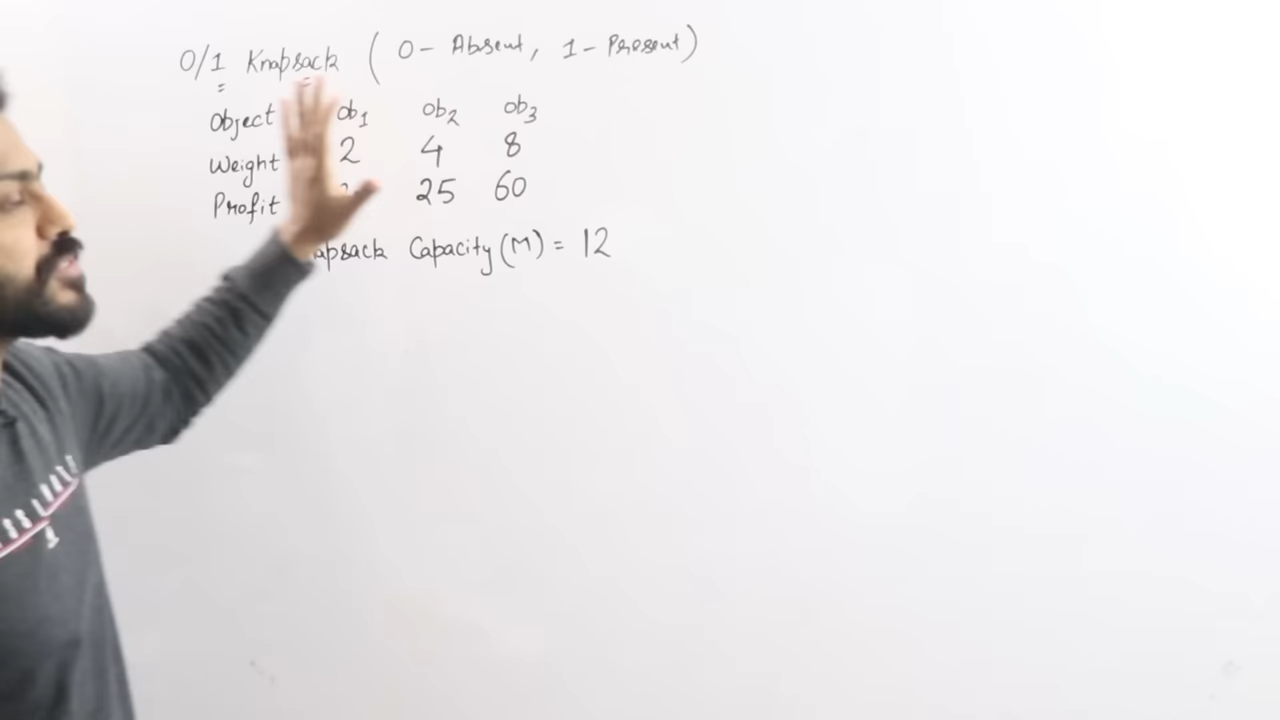 0/1 Knapsack ( 0 - Absent, 1 - Present)
Object ob1 ob2 ob3
Weight 2 4 8
Profit 25 60
apsack Capacity (M) = 12